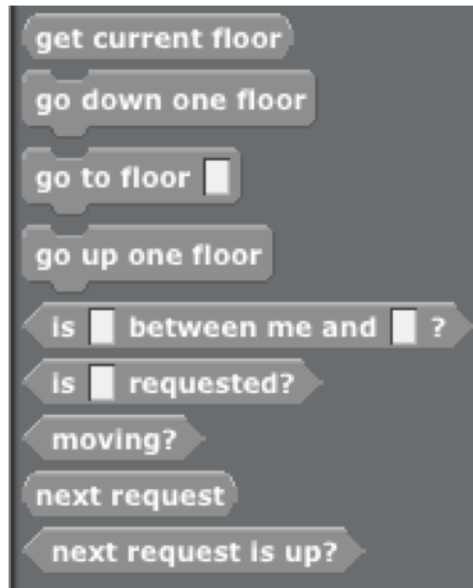 get current floor
go down one floor
go to floor
go up one floor
is between me and ?
is requested?
moving?
next request
next request is up?